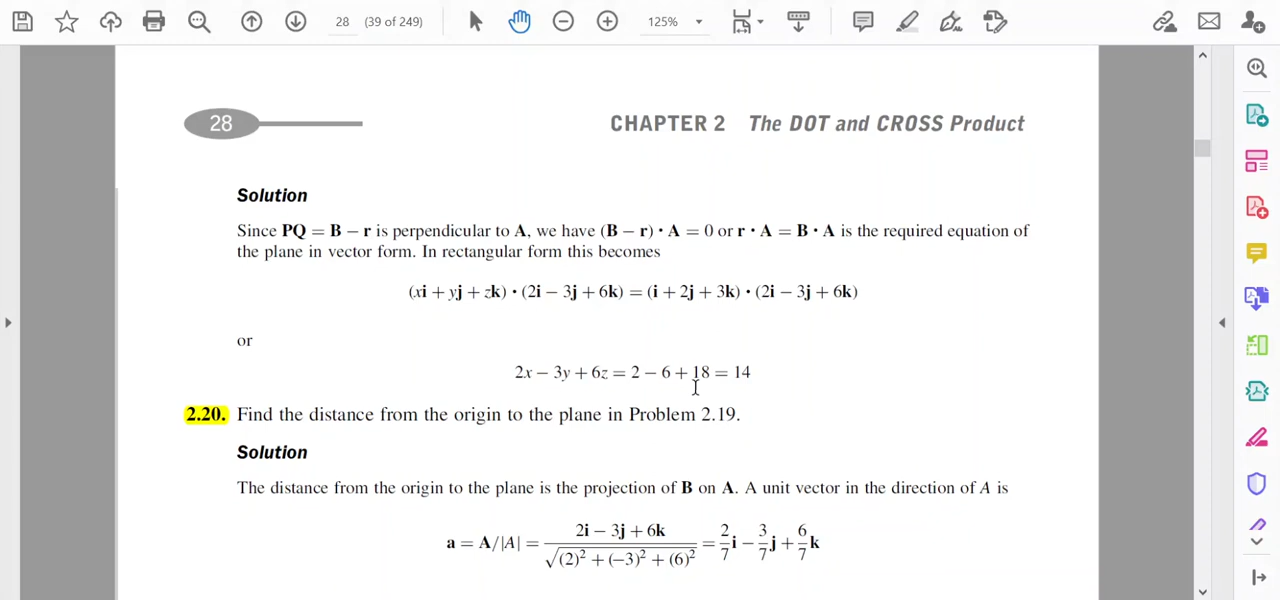 28 (39 of 249) 125%
28 CHAPTER 2 The DOT and CROSS Product
Solution
Since PQ = B − r is perpendicular to A, we have (B − r) • A = 0 or r • A = B • A is the required equation of
the plane in vector form. In rectangular form this becomes
(xi + yj + zk) • (2i − 3j + 6k) = (i + 2j + 3k) • (2i − 3j + 6k)
or
2x − 3y + 6z = 2 − 6 + 18 = 14
2.20. Find the distance from the origin to the plane in Problem 2.19.
Solution
The distance from the origin to the plane is the projection of B on A. A unit vector in the direction of A is
a = A/|A| = (2i − 3j + 6k)/√((2)² + (−3)² + (6)²) = 2/7 i − 3/7 j + 6/7 k